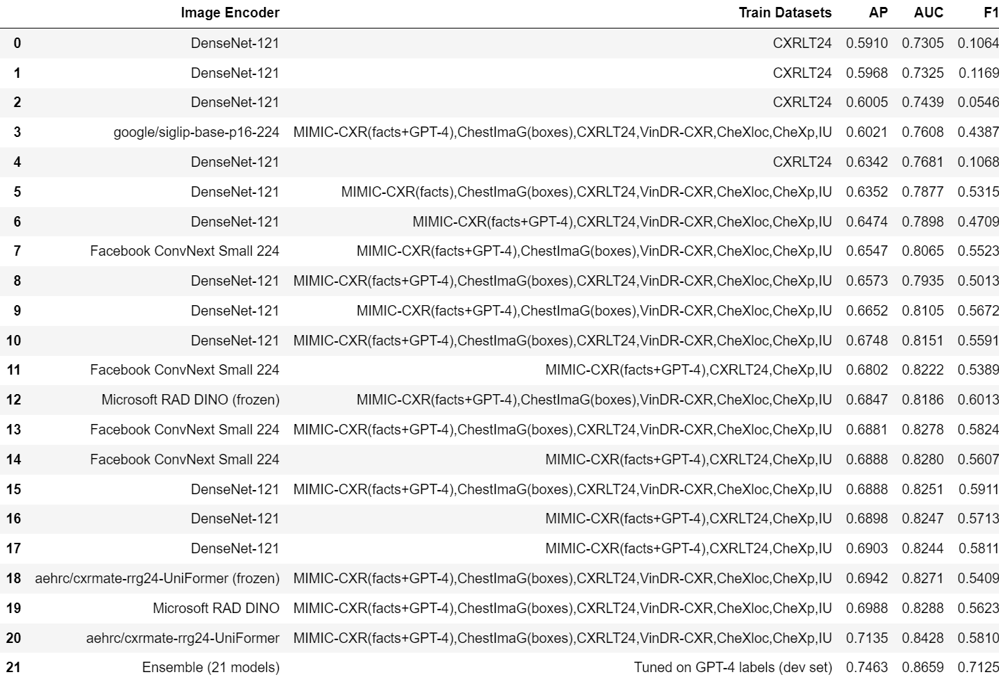 Image Encoder Train Datasets AP AUC F1
0 DenseNet-121 CXRLT24 0.5910 0.7305 0.1064
1 DenseNet-121 CXRLT24 0.5968 0.7325 0.1169
2 DenseNet-121 CXRLT24 0.6005 0.7439 0.0546
3 google/siglip-base-p16-224 MIMIC-CXR(facts+GPT-4),ChestImaG(boxes),CXRLT24,VinDR-CXR,CheXloc,CheXp,IU 0.6021 0.7608 0.4387
4 DenseNet-121 CXRLT24 0.6342 0.7681 0.1068
5 DenseNet-121 MIMIC-CXR(facts),ChestImaG(boxes),CXRLT24,VinDR-CXR,CheXloc,CheXp,IU 0.6352 0.7877 0.5315
6 DenseNet-121 MIMIC-CXR(facts+GPT-4),CXRLT24,VinDR-CXR,CheXloc,CheXp,IU 0.6474 0.7898 0.4709
7 Facebook ConvNext Small 224 MIMIC-CXR(facts+GPT-4),ChestImaG(boxes),VinDR-CXR,CheXloc,CheXp,IU 0.6547 0.8065 0.5523
8 DenseNet-121 MIMIC-CXR(facts+GPT-4),ChestImaG(boxes),CXRLT24,VinDR-CXR,CheXloc,CheXp,IU 0.6573 0.7935 0.5013
9 DenseNet-121 MIMIC-CXR(facts+GPT-4),ChestImaG(boxes),VinDR-CXR,CheXloc,CheXp,IU 0.6652 0.8105 0.5672
10 DenseNet-121 MIMIC-CXR(facts+GPT-4),ChestImaG(boxes),CXRLT24,VinDR-CXR,CheXloc,CheXp,IU 0.6748 0.8151 0.5591
11 Facebook ConvNext Small 224 MIMIC-CXR(facts+GPT-4),CXRLT24,CheXp,IU 0.6802 0.8222 0.5389
12 Microsoft RAD DINO (frozen) MIMIC-CXR(facts+GPT-4),ChestImaG(boxes),VinDR-CXR,CheXloc,CheXp,IU 0.6847 0.8186 0.6013
13 Facebook ConvNext Small 224 MIMIC-CXR(facts+GPT-4),ChestImaG(boxes),CXRLT24,VinDR-CXR,CheXloc,CheXp,IU 0.6881 0.8278 0.5824
14 Facebook ConvNext Small 224 MIMIC-CXR(facts+GPT-4),CXRLT24,CheXp,IU 0.6888 0.8280 0.5607
15 DenseNet-121 MIMIC-CXR(facts+GPT-4),ChestImaG(boxes),CXRLT24,VinDR-CXR,CheXloc,CheXp,IU 0.6888 0.8251 0.5911
16 DenseNet-121 MIMIC-CXR(facts+GPT-4),CXRLT24,CheXp,IU 0.6898 0.8247 0.5713
17 DenseNet-121 MIMIC-CXR(facts+GPT-4),CXRLT24,CheXp,IU 0.6903 0.8244 0.5811
18 aehrc/cxrmate-rrg24-UniFormer (frozen) MIMIC-CXR(facts+GPT-4),ChestImaG(boxes),CXRLT24,VinDR-CXR,CheXloc,CheXp,IU 0.6942 0.8271 0.5409
19 Microsoft RAD DINO MIMIC-CXR(facts+GPT-4),ChestImaG(boxes),CXRLT24,VinDR-CXR,CheXloc,CheXp,IU 0.6988 0.8288 0.5623
20 aehrc/cxrmate-rrg24-UniFormer MIMIC-CXR(facts+GPT-4),ChestImaG(boxes),CXRLT24,VinDR-CXR,CheXloc,CheXp,IU 0.7135 0.8428 0.5810
21 Ensemble (21 models) Tuned on GPT-4 labels (dev set) 0.7463 0.8659 0.7125